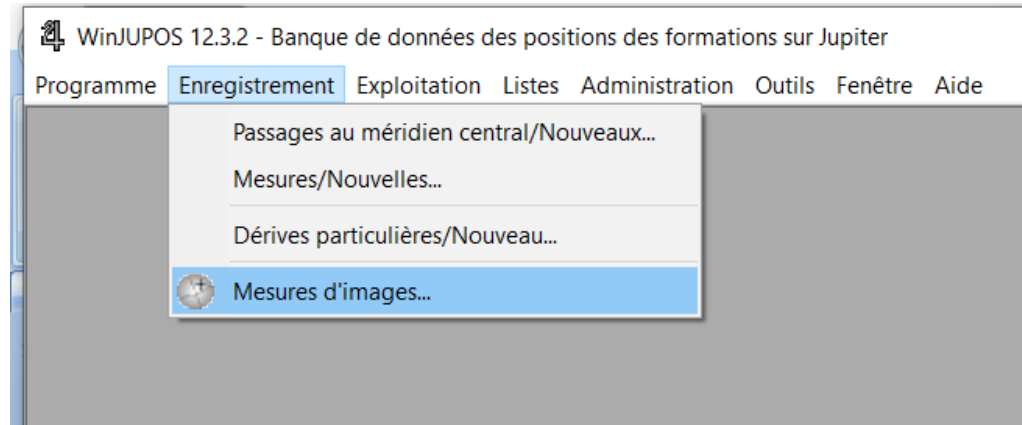 WinJUPOS 12.3.2 - Banque de données des positions des formations sur Jupiter
Programme Enregistrement Exploitation Listes Administration Outils Fenêtre Aide
Passages au méridien central/Nouveaux...
Mesures/Nouvelles...
Dérives particulières/Nouveau...
Mesures d'images...